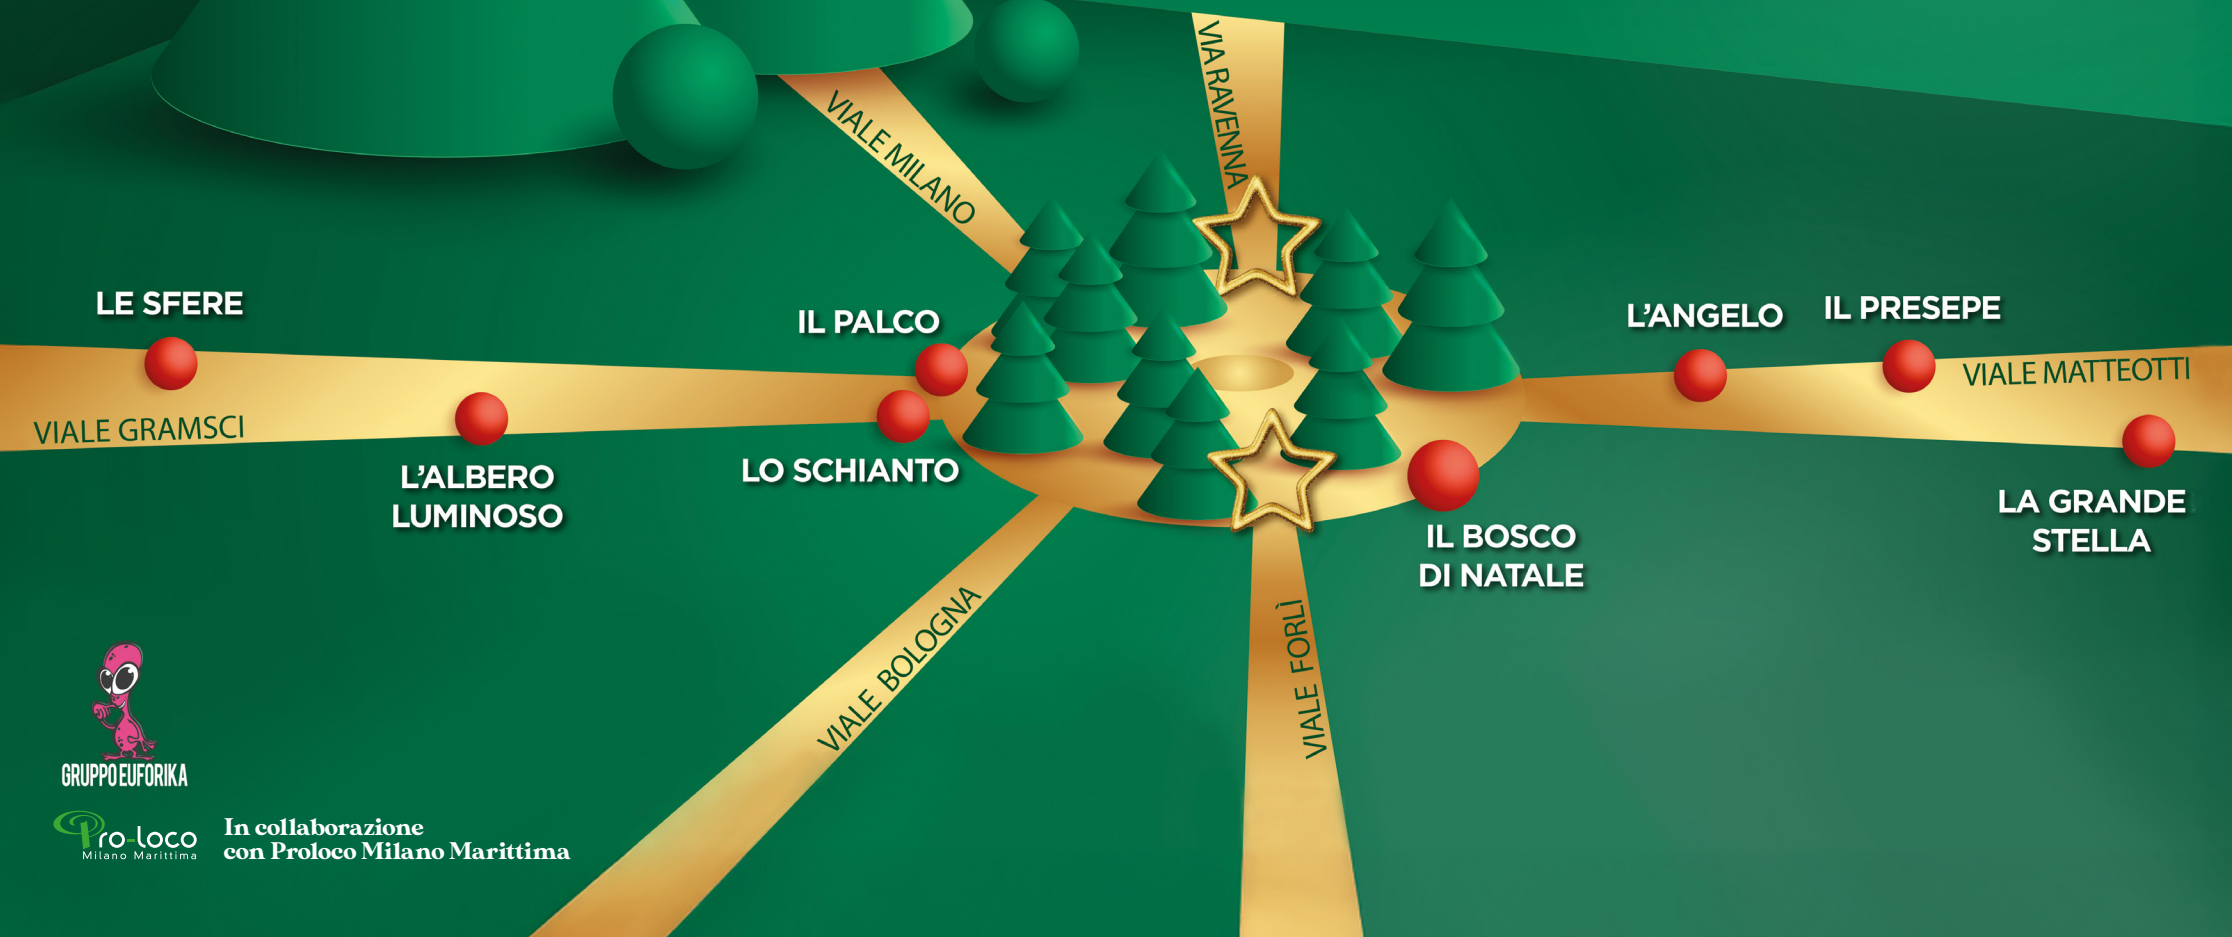 VIA RAVENNA
VIALE MILANO
LE SFERE
IL PALCO
L'ANGELO
IL PRESEPE
VIALE MATTEOTTI
VIALE GRAMSCI
L'ALBERO
LUMINOSO
LO SCHIANTO
LA GRANDE
STELLA
IL BOSCO
DI NATALE
VIALE BOLOGNA
VIALE FORLÌ
GRUPPO EUFORIKA
Pro-loco
Milano Marittima
In collaborazione
con Proloco Milano Marittima